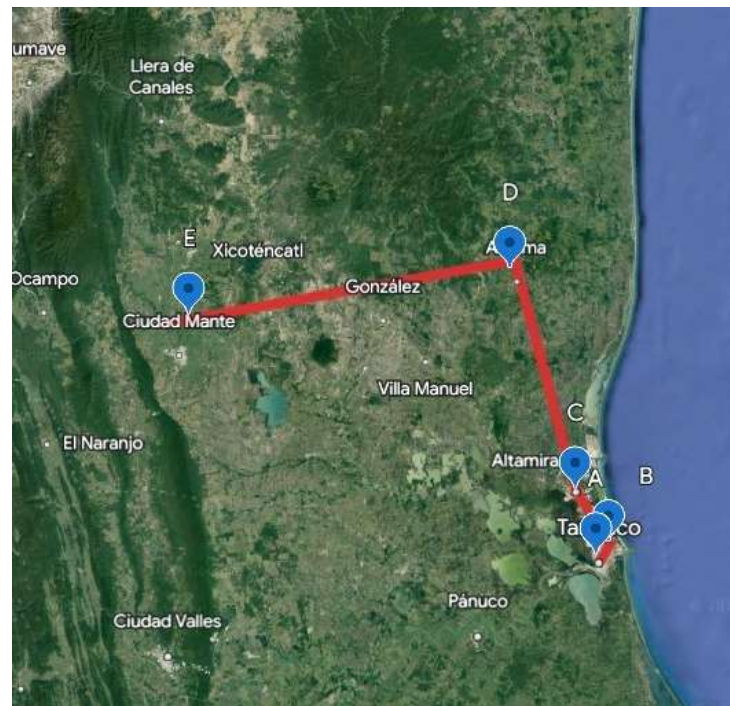 umave
Llera de
Canales
D
E
Xicoténcatl
Ocampo
González
Ciudad Mante
Villa Manuel
C
El Naranjo
Altamira
A
B
Pánuco
Ciudad Valles